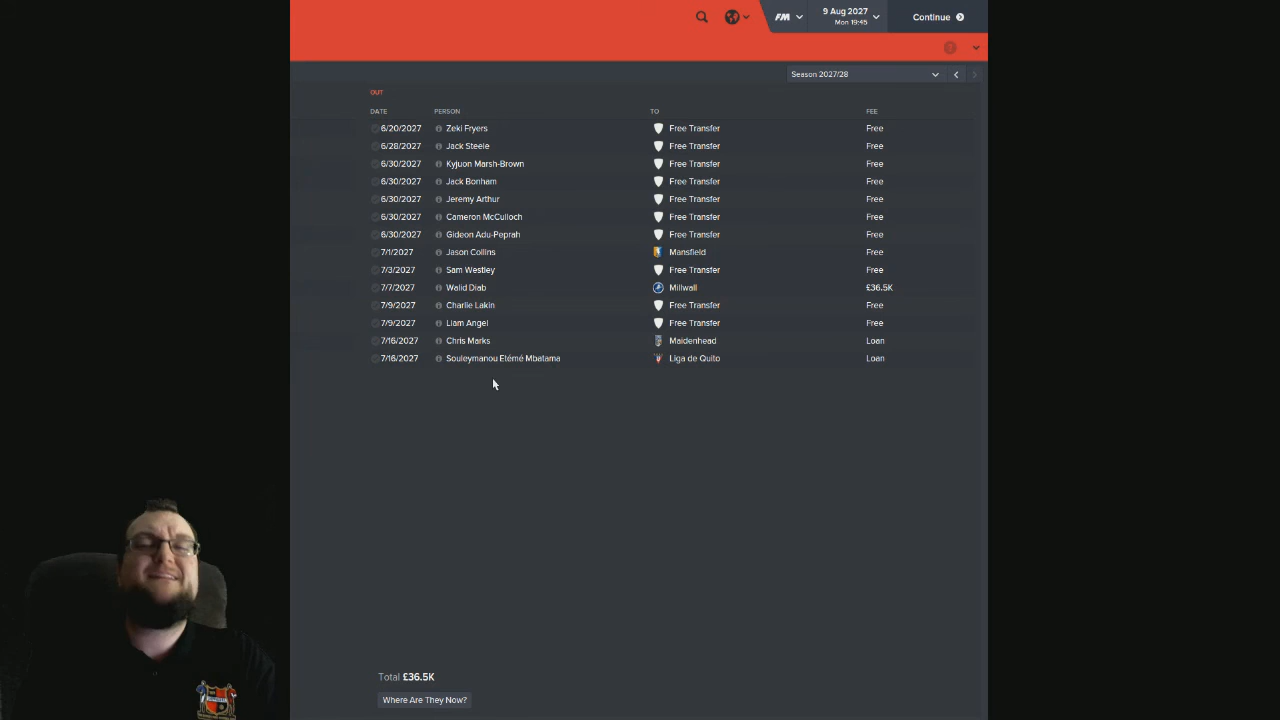 FM
9 Aug 2027
Mon 19:45
Continue
Season 2027/28
OUT
DATE PERSON TO FEE
6/20/2027 Zeki Fryers Free Transfer Free
6/28/2027 Jack Steele Free Transfer Free
6/30/2027 Kyjuon Marsh-Brown Free Transfer Free
6/30/2027 Jack Bonham Free Transfer Free
6/30/2027 Jeremy Arthur Free Transfer Free
6/30/2027 Cameron McCulloch Free Transfer Free
6/30/2027 Gideon Adu-Peprah Free Transfer Free
7/1/2027 Jason Collins Mansfield Free
7/3/2027 Sam Westley Free Transfer Free
7/7/2027 Walid Diab Millwall £36.5K
7/9/2027 Charlie Lakin Free Transfer Free
7/9/2027 Liam Angel Free Transfer Free
7/16/2027 Chris Marks Maidenhead Loan
7/16/2027 Souleymanou Etémé Mbatama Liga de Quito Loan
Total £36.5K
Where Are They Now?